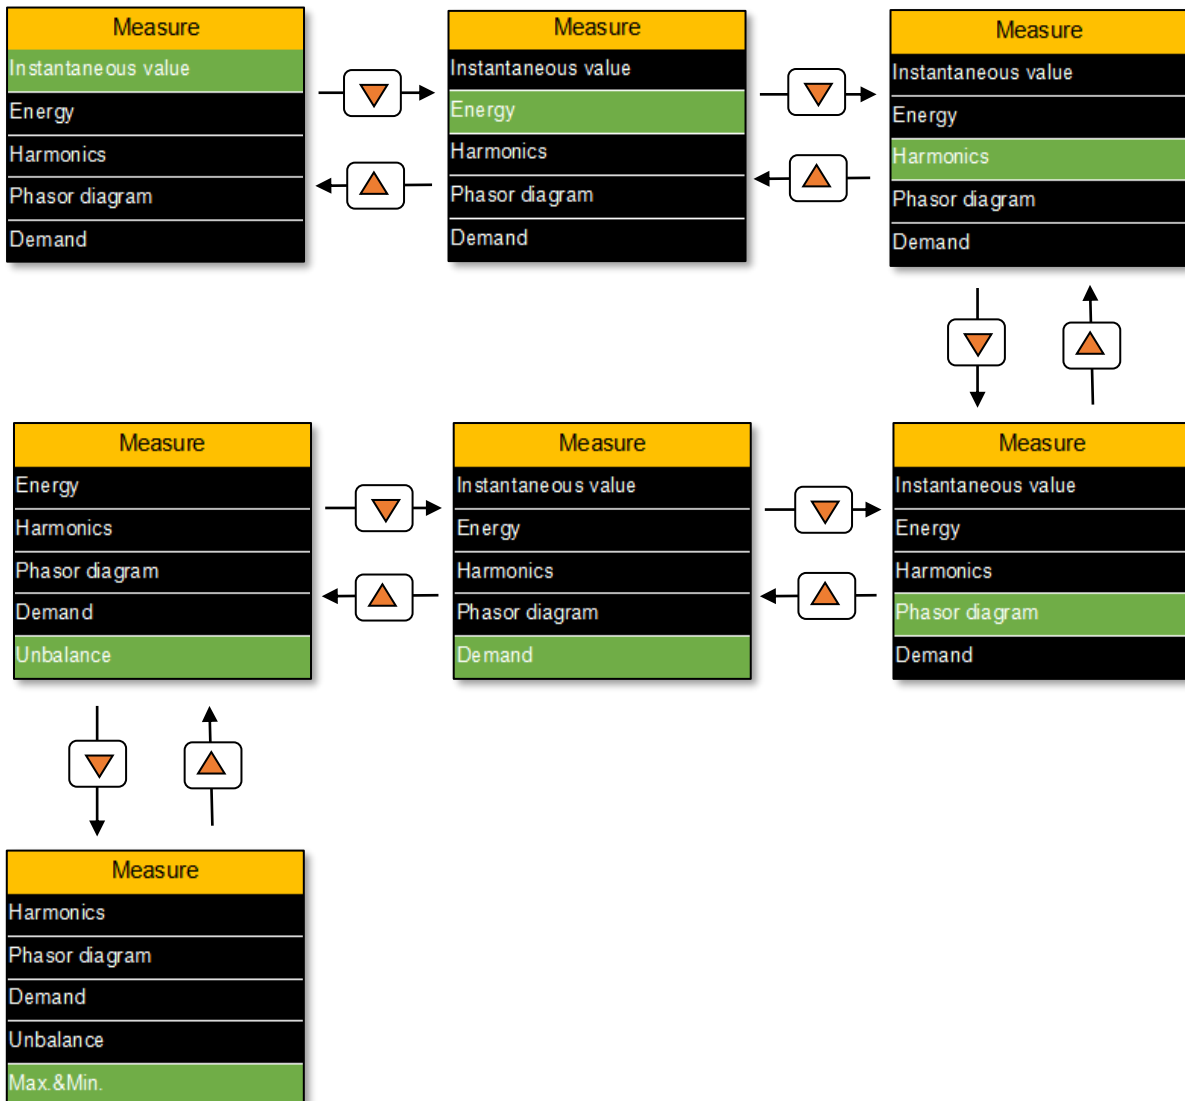 Measure
Instantaneous value
Energy
Harmonics
Phasor diagram
Demand
Measure
Instantaneous value
Energy
Harmonics
Phasor diagram
Demand
Measure
Instantaneous value
Energy
Harmonics
Phasor diagram
Demand
Measure
Energy
Harmonics
Phasor diagram
Demand
Unbalance
Measure
Instantaneous value
Energy
Harmonics
Phasor diagram
Demand
Measure
Instantaneous value
Energy
Harmonics
Phasor diagram
Demand
Measure
Harmonics
Phasor diagram
Demand
Unbalance
Max.&Min.